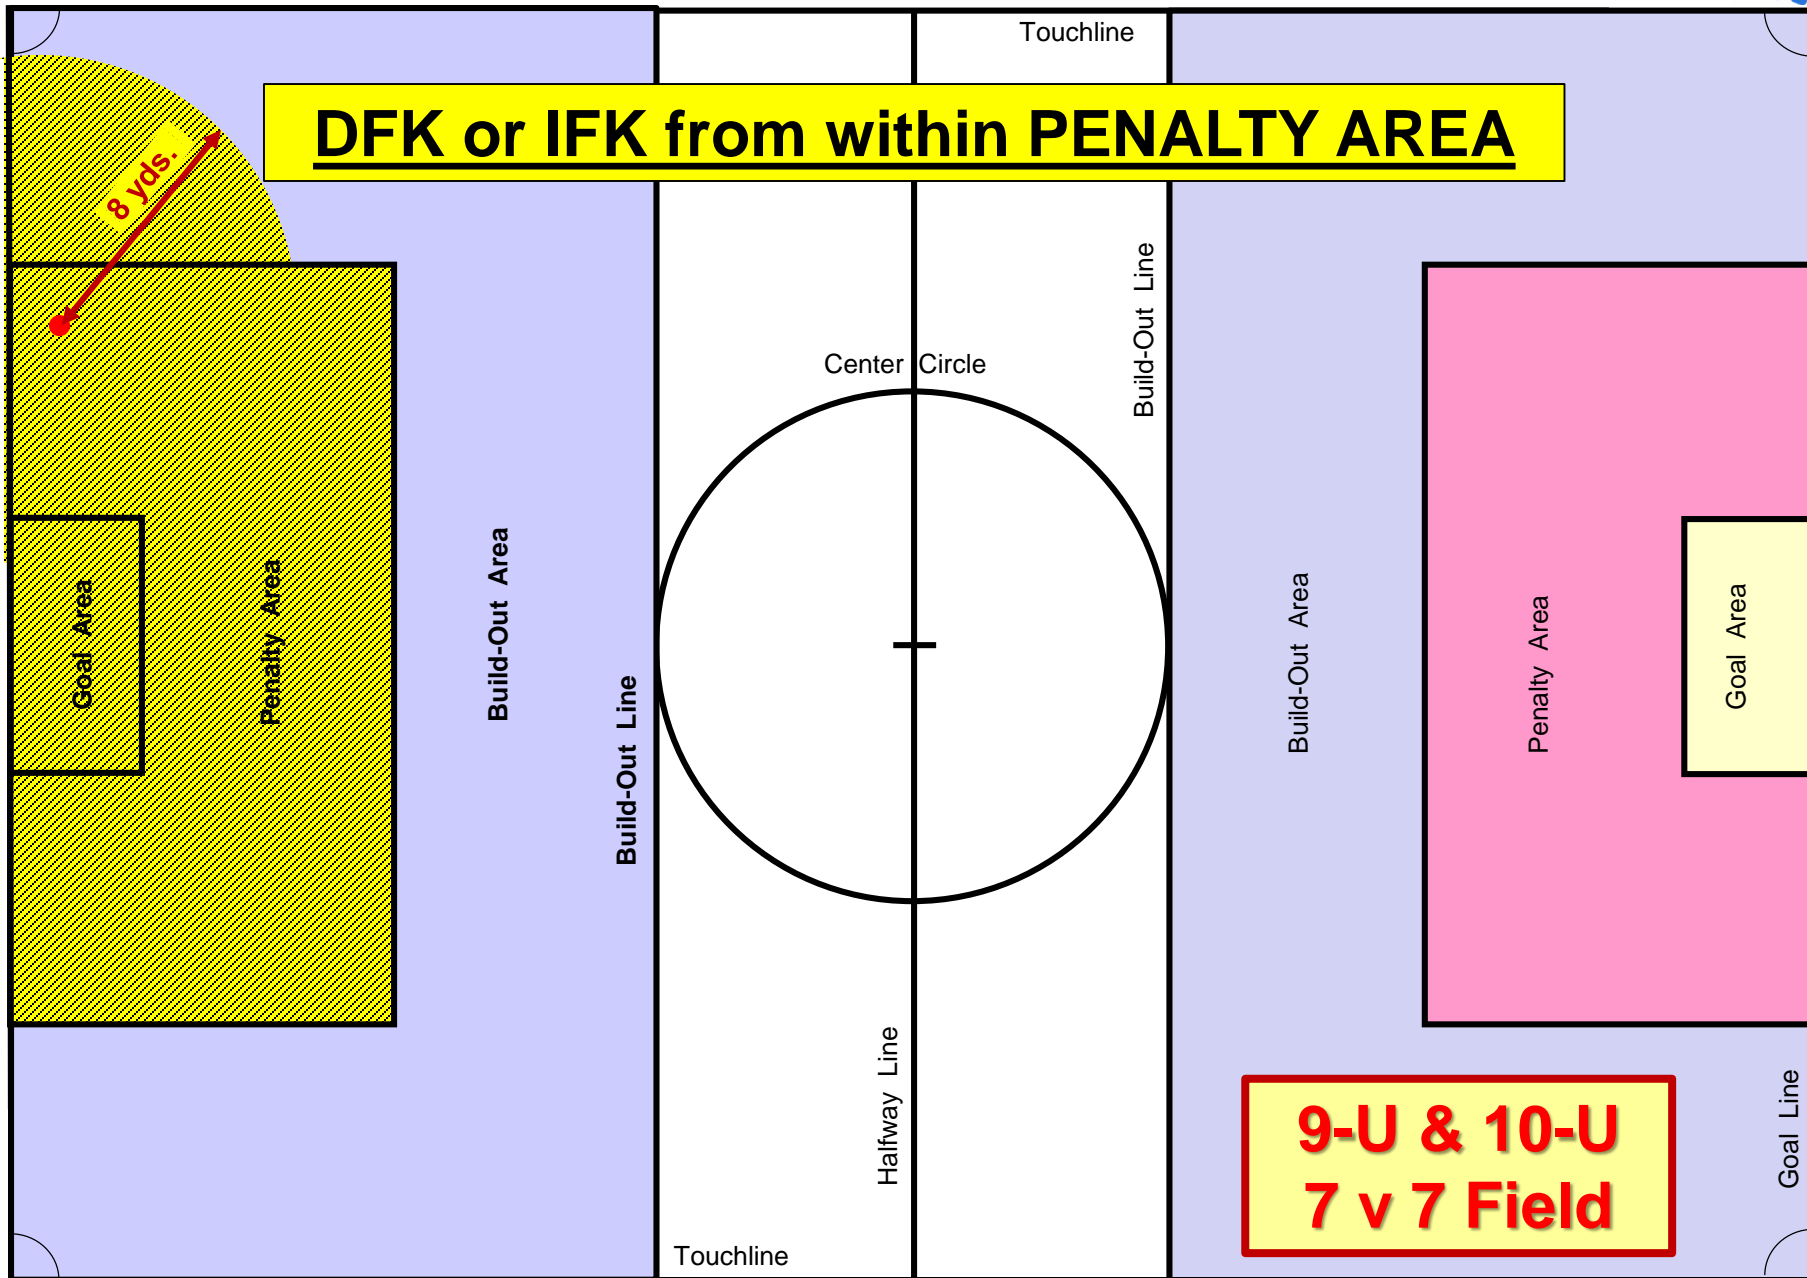 Touchline
DFK or IFK from within PENALTY AREA
8 yds.
Build-Out Line
Center Circle
Goal Area
Penalty Area
Build-Out Area
Build-Out Line
Build-Out Area
Penalty Area
Goal Area
Halfway Line
9-U & 10-U
7 v 7 Field
Goal Line
Touchline